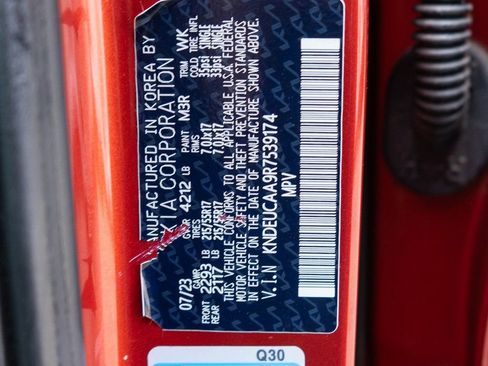 MANUFACTURED IN KOREA BY
KIA CORPORATION
07/23 GVWR 4212 LB PAINT M3R TRIM WK
GAWR TIRES RIMS COLD TIRE INFL
FRONT 2293 LB 215/55R17 7.0Jx17 35psi SINGLE
REAR 2117 LB 215/55R17 7.0Jx17 33psi SINGLE
THIS VEHICLE CONFORMS TO ALL APPLICABLE U.S.A. FEDERAL
MOTOR VEHICLE SAFETY AND THEFT PREVENTION STANDARDS
IN EFFECT ON THE DATE OF MANUFACTURE SHOWN ABOVE.
V.I.N KNDEUCAA9R7539174
MPV
Q30